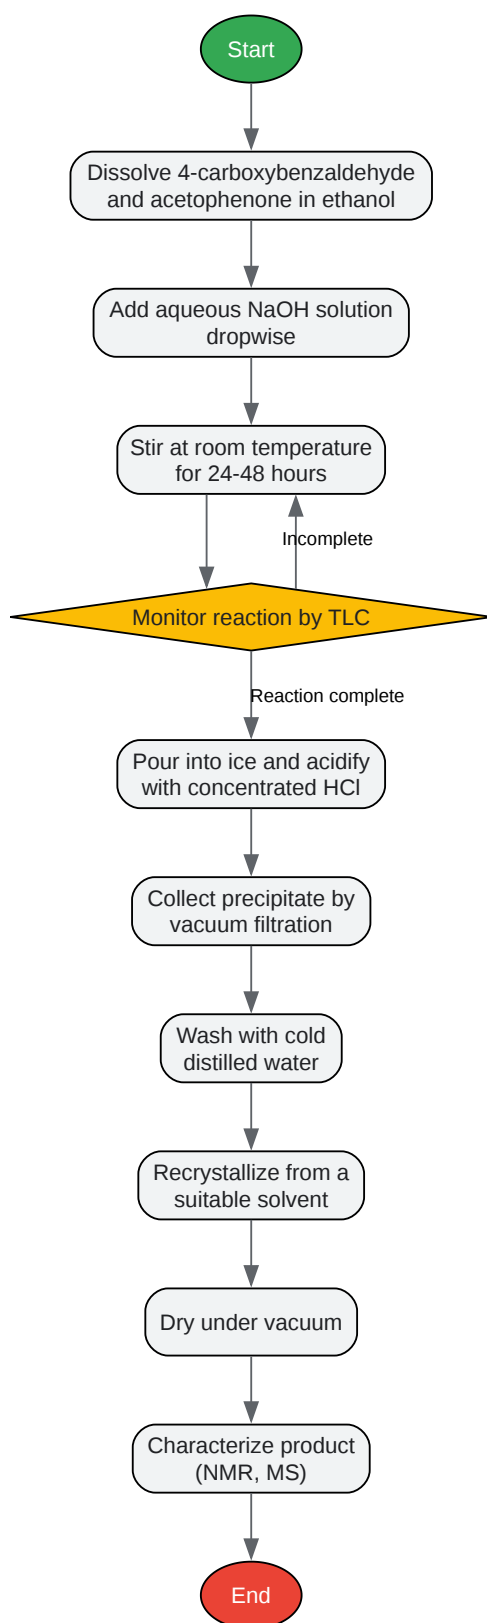 Start
Dissolve 4-carboxybenzaldehyde
and acetophenone in ethanol
Add aqueous NaOH solution
dropwise
Stir at room temperature
for 24-48 hours
Incomplete
Monitor reaction by TLC
Reaction complete
Pour into ice and acidify
with concentrated HCl
Collect precipitate by
vacuum filtration
Wash with cold
distilled water
Recrystallize from a
suitable solvent
Dry under vacuum
Characterize product
(NMR, MS)
End